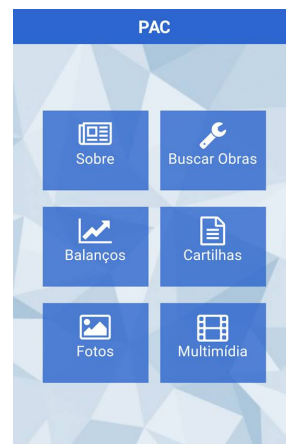 PAC
Sobre
Buscar Obras
Balanços
Cartilhas
Fotos
Multimídia